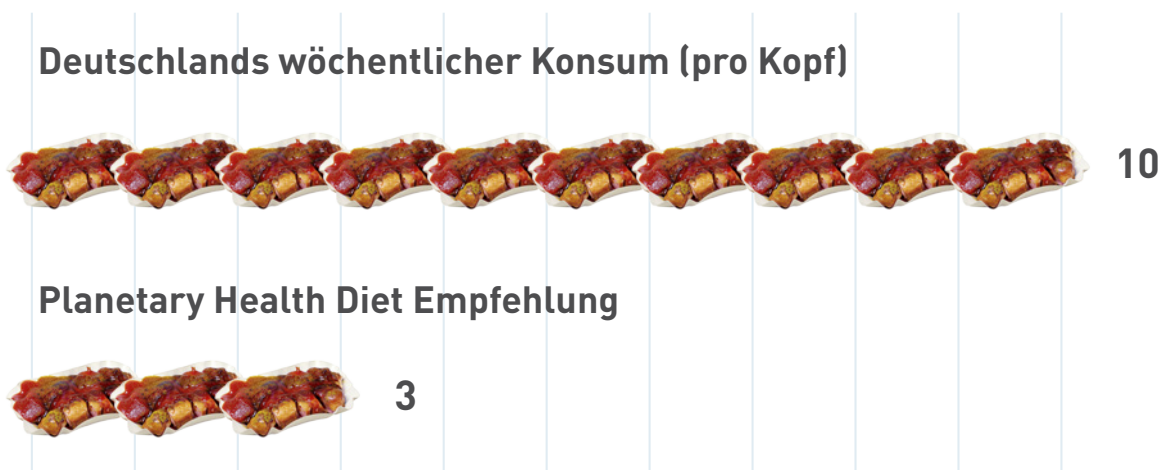 Deutschlands wöchentlicher Konsum (pro Kopf)
10
Planetary Health Diet Empfehlung
3